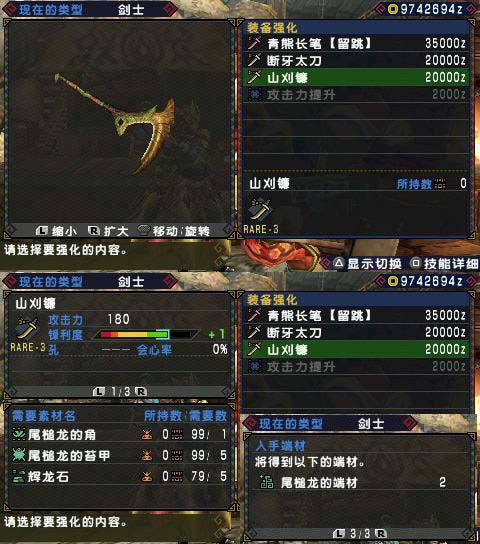 现在的类型 剑士
9742694z
装备强化
青熊长笔【留跳】 35000z
断牙太刀 20000z
山刈镰 20000z
攻击力提升 2000z
山刈镰 所持数 0
RARE-3
L 缩小 R 扩大 移动/旋转
请选择要强化的内容。
△显示切换 □技能详细
现在的类型 剑士
9742694z
山刈镰
攻击力 180
锋利度 +1
RARE-3
孔 --- 会心率 0%
L 1/3 R
装备强化
青熊长笔【留跳】 35000z
断牙太刀 20000z
山刈镰 20000z
攻击力提升 2000z
需要素材名 所持数/需要数
尾槌龙的角 0 99/ 1
尾槌龙的苔甲 0 99/ 5
辉龙石 0 79/ 5
请选择要强化的内容。
现在的类型 剑士
入手端材
将得到以下的端材。
尾槌龙的端材 2
L 3/3 R